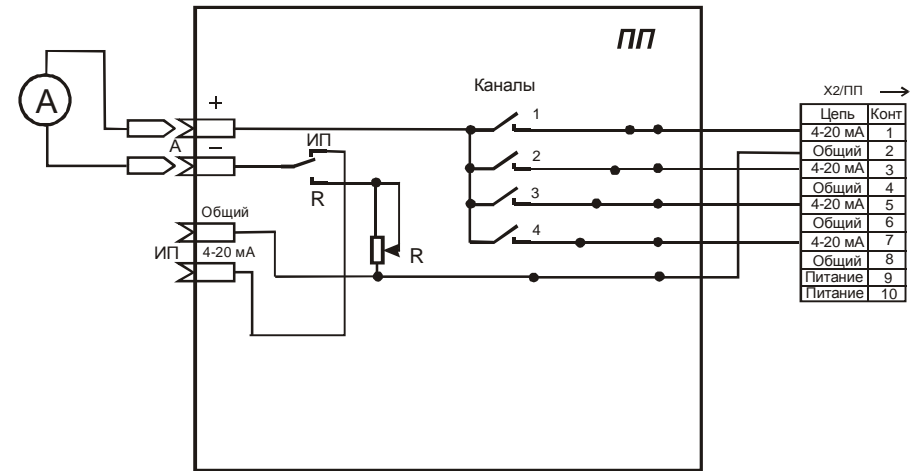 ПП
Каналы
А
+
А
–
ИП
R
1
2
3
4
R
Общий
ИП
4-20 мА
Х2/ПП
Цепь Конт
4-20 мА 1
Общий 2
4-20 мА 3
Общий 4
4-20 мА 5
Общий 6
4-20 мА 7
Общий 8
Питание 9
Питание 10